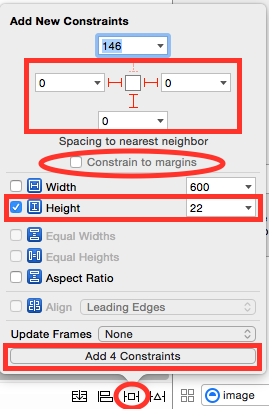 Add New Constraints
146
0 0
0
Spacing to nearest neighbor
Constrain to margins
Width 600
Height 22
Equal Widths
Equal Heights
Aspect Ratio
Align Leading Edges
Update Frames None
Add 4 Constraints
image